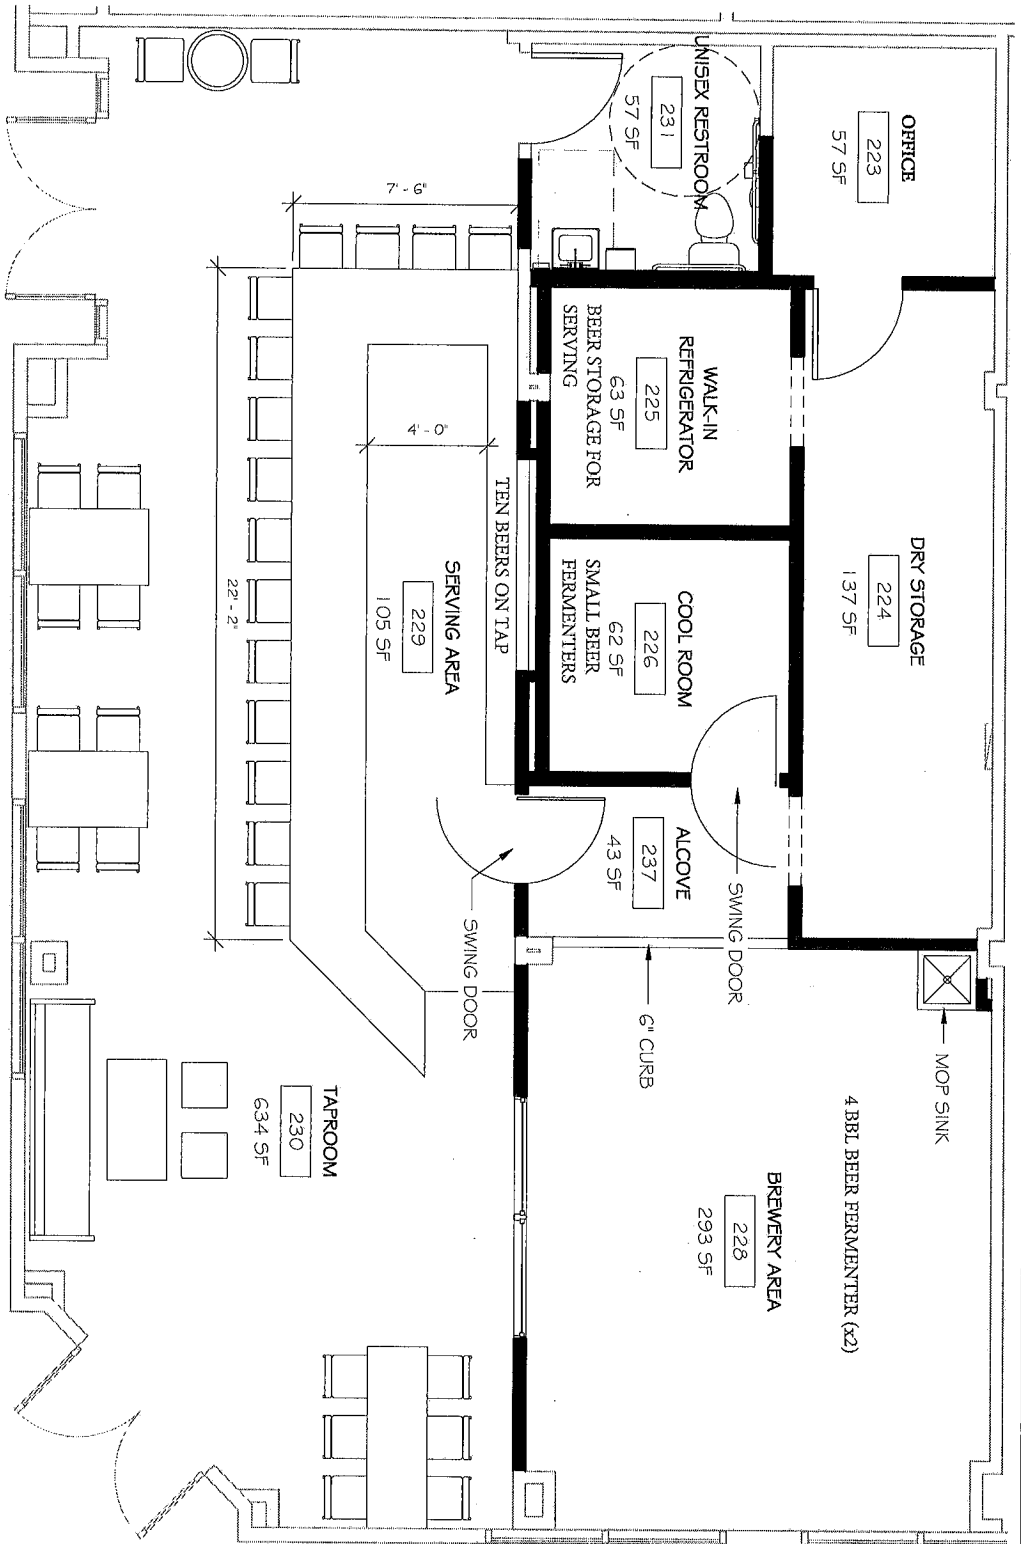 OFFICE
223
57 SF
UNISEX RESTROOM
231
57 SF
7' - 6"
WALK-IN
REFRIGERATOR
225
63 SF
BEER STORAGE FOR
SERVING
DRY STORAGE
224
137 SF
4' - 0"
TEN BEERS ON TAP
SERVING AREA
229
105 SF
22' - 2"
COOL ROOM
226
62 SF
SMALL BEER
FERMENTERS
ALCOVE
237
43 SF
SWING DOOR
SWING DOOR
6" CURB
MOP SINK
4 BBL BEER FERMENTER (x2)
BREWERY AREA
228
293 SF
TAPROOM
230
634 SF